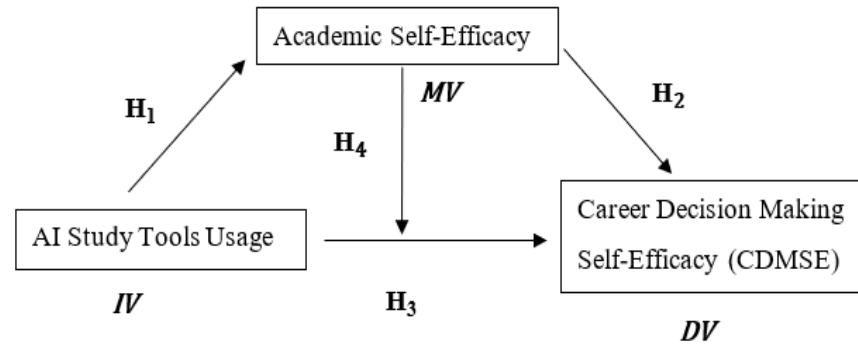 Academic Self-Efficacy
MV
H1
H2
H4
AI Study Tools Usage
Career Decision Making
Self-Efficacy (CDMSE)
IV
H3
DV